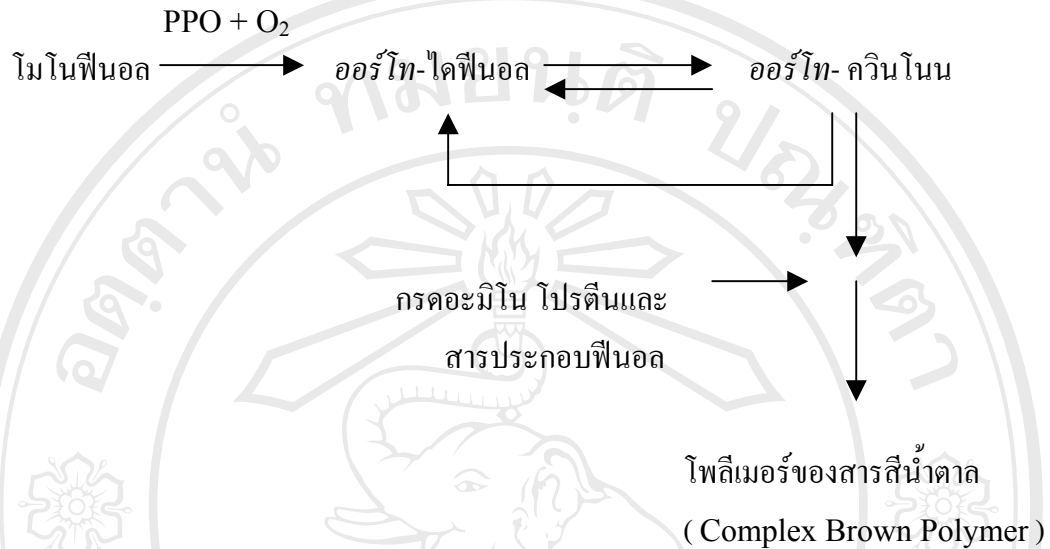 PPO + O₂
โมโนฟีนอล ออร์โท-ไดฟีนอล ออร์โท- ควินโนน
กรดอะมิโน โปรตีนและ
สารประกอบฟีนอล
โพลีเมอร์ของสารสีน้ำตาล
( Complex Brown Polymer )